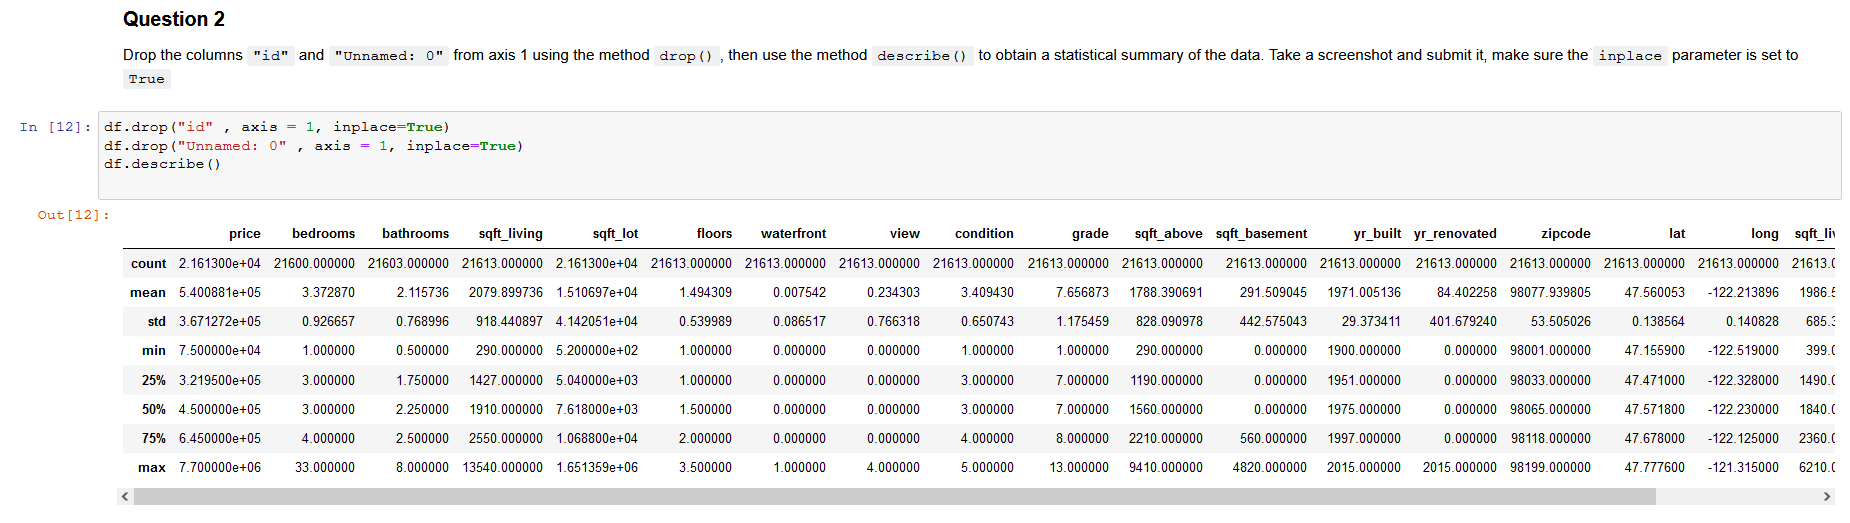 Question 2
Drop the columns "id" and "Unnamed: 0" from axis 1 using the method drop() , then use the method describe() to obtain a statistical summary of the data. Take a screenshot and submit it, make sure the inplace parameter is set to
True
In [12]: df.drop("id" , axis = 1, inplace=True)
df.drop("Unnamed: 0" , axis = 1, inplace=True)
df.describe()
Out[12]:
price bedrooms bathrooms sqft_living sqft_lot floors waterfront view condition grade sqft_above sqft_basement yr_built yr_renovated zipcode lat long sqft_liv
count 2.161300e+04 21600.000000 21603.000000 21613.000000 2.161300e+04 21613.000000 21613.000000 21613.000000 21613.000000 21613.000000 21613.000000 21613.000000 21613.000000 21613.000000 21613.000000 21613.000000 21613.000000 21613.0
mean 5.400881e+05 3.372870 2.115736 2079.899736 1.510697e+04 1.494309 0.007542 0.234303 3.409430 7.656873 1788.390691 291.509045 1971.005136 84.402258 98077.939805 47.560053 -122.213896 1986.5
std 3.671272e+05 0.926657 0.768996 918.440897 4.142051e+04 0.539989 0.086517 0.766318 0.650743 1.175459 828.090978 442.575043 29.373411 401.679240 53.505026 0.138564 0.140828 685.3
min 7.500000e+04 1.000000 0.500000 290.000000 5.200000e+02 1.000000 0.000000 0.000000 1.000000 1.000000 290.000000 0.000000 1900.000000 0.000000 98001.000000 47.155900 -122.519000 399.0
25% 3.219500e+05 3.000000 1.750000 1427.000000 5.040000e+03 1.000000 0.000000 0.000000 3.000000 7.000000 1190.000000 0.000000 1951.000000 0.000000 98033.000000 47.471000 -122.328000 1490.0
50% 4.500000e+05 3.000000 2.250000 1910.000000 7.618000e+03 1.500000 0.000000 0.000000 3.000000 7.000000 1560.000000 0.000000 1975.000000 0.000000 98065.000000 47.571800 -122.230000 1840.0
75% 6.450000e+05 4.000000 2.500000 2550.000000 1.068800e+04 2.000000 0.000000 0.000000 4.000000 8.000000 2210.000000 560.000000 1997.000000 0.000000 98118.000000 47.678000 -122.125000 2360.0
max 7.700000e+06 33.000000 8.000000 13540.000000 1.651359e+06 3.500000 1.000000 4.000000 5.000000 13.000000 9410.000000 4820.000000 2015.000000 2015.000000 98199.000000 47.777600 -121.315000 6210.0